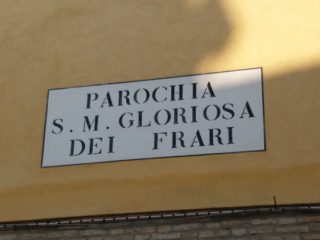 PAROCHIA
S. M. GLORIOSA
DEI FRARI